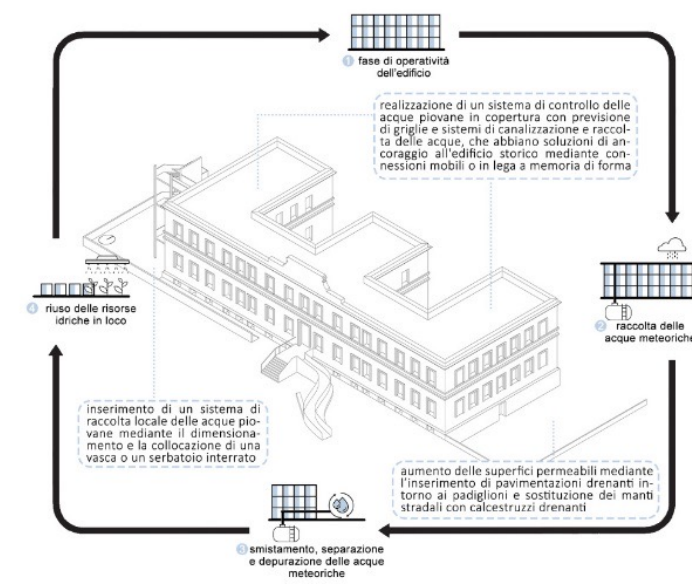 1 fase di operatività
dell'edificio
realizzazione di un sistema di controllo delle
acque piovane in copertura con previsione
di griglie e sistemi di canalizzazione e raccol-
ta delle acque, che abbiano soluzioni di an-
coraggio all'edificio storico mediante con-
nessioni mobili o in lega a memoria di forma
2 raccolta delle
acque meteoriche
4 riuso delle risorse
idriche in loco
inserimento di un sistema di
raccolta locale delle acque pio-
vane mediante il dimensiona-
mento e la collocazione di una
vasca o un serbatoio interrato
aumento delle superfici permeabili mediante
l'inserimento di pavimentazioni drenanti in-
torno ai padiglioni e sostituzione dei manti
stradali con calcestruzzi drenanti
3 smistamento, separazione
e depurazione delle acque
meteoriche